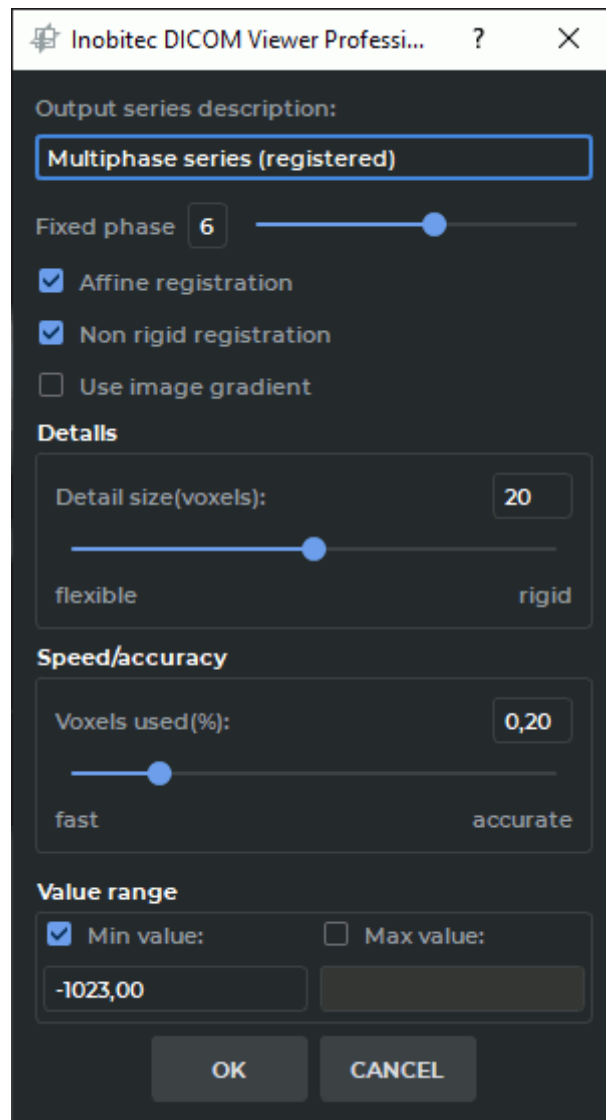 Inobitec DICOM Viewer Professi... ?
Output series description:
Multiphase series (registered)
Fixed phase 6
Affine registration
Non rigid registration
Use image gradient
Details
Detail size(voxels): 20
flexible rigid
Speed/accuracy
Voxels used(%): 0,20
fast accurate
Value range
Min value: Max value:
-1023,00
OK CANCEL